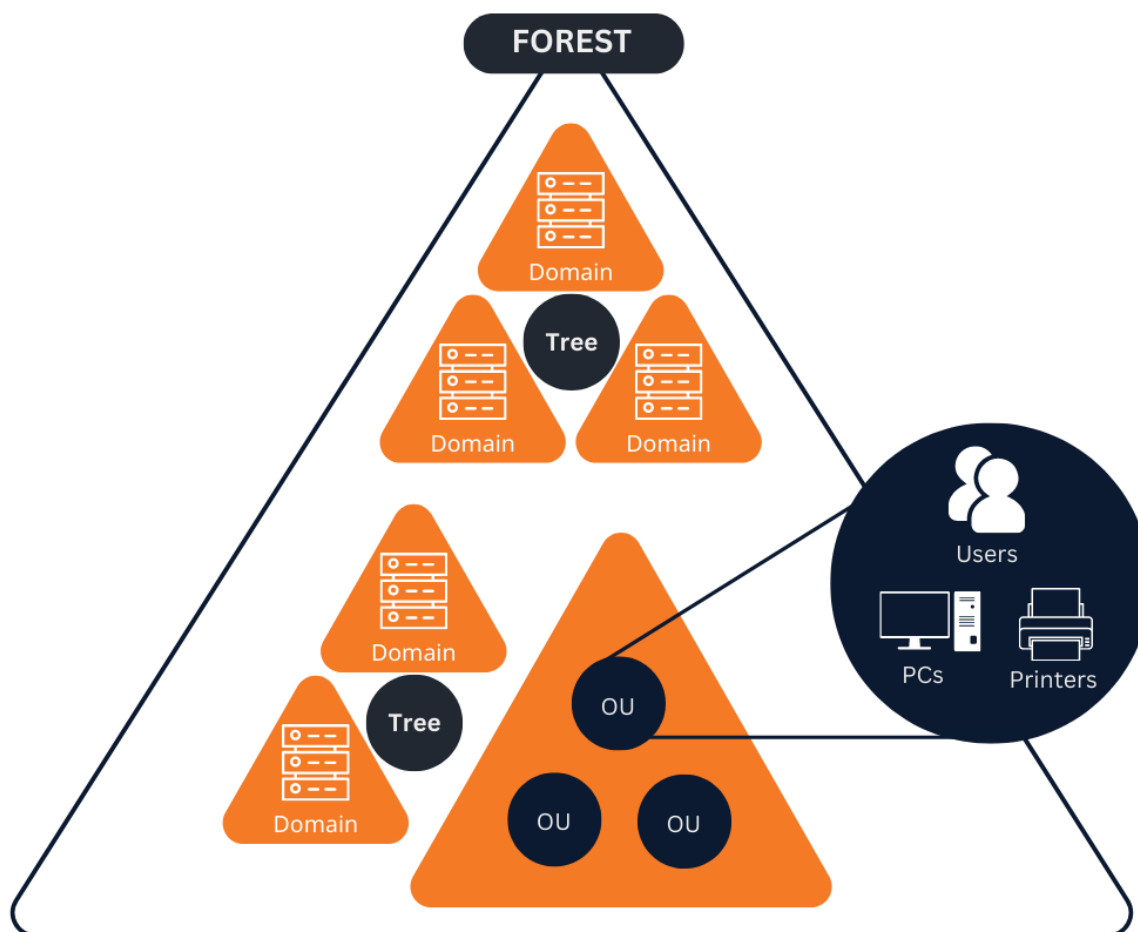 FOREST
Domain
Tree
Domain
Domain
Users
PCs
Printers
Domain
Tree
Domain
OU
OU
OU